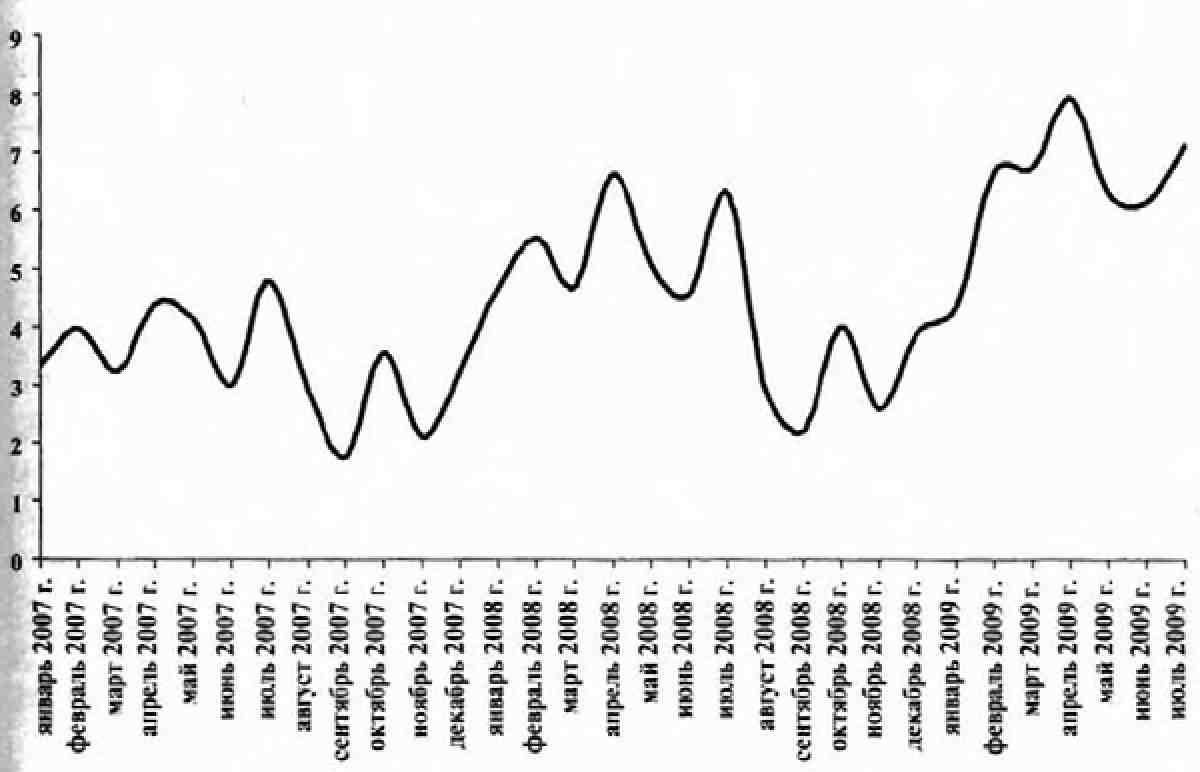 9
8
7
6
5
4
3
2
1
0
январь 2007 г.
февраль 2007 г.
март 2007 г.
апрель 2007 г.
май 2007 г.
июнь 2007 г.
июль 2007 г.
август 2007 г.
сентябрь 2007 г.
октябрь 2007 г.
ноябрь 2007 г.
декабрь 2007 г.
январь 2008 г.
февраль 2008 г.
март 2008 г.
апрель 2008 г.
май 2008 г.
июнь 2008 г.
июль 2008 г.
август 2008 г.
сентябрь 2008 г.
октябрь 2008 г.
ноябрь 2008 г.
декабрь 2008 г.
январь 2009 г.
февраль 2009 г.
март 2009 г.
апрель 2009 г.
май 2009 г.
июнь 2009 г.
июль 2009 г.